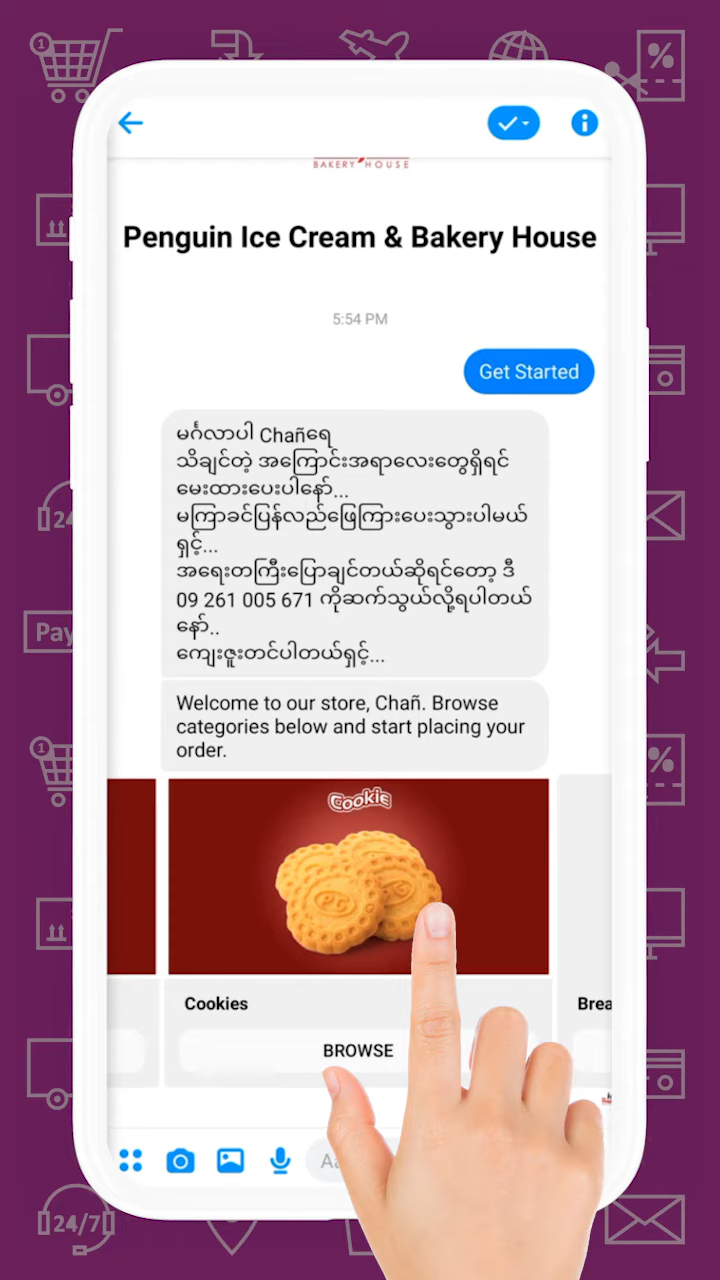 BAKERY HOUSE
Penguin Ice Cream & Bakery House
5:54 PM
Get Started
မင်္ဂလာပါ Chañရေ
သိချင်တဲ့ အကြောင်းအရာလေးတွေရှိရင်
မေးထားပေးပါနော်...
မကြာခင်ပြန်လည်ဖြေကြားပေးသွားပါမယ်
ရှင့်...
အရေးတကြီးပြောချင်တယ်ဆိုရင်တော့ ဒီ
09 261 005 671 ကိုဆက်သွယ်လို့ရပါတယ်
နော်..
ကျေးဇူးတင်ပါတယ်ရှင့်...
Welcome to our store, Chañ. Browse
categories below and start placing your
order.
Cookie
PG
PG
Cookies
Brea
BROWSE
1
%
24
Pay
1
%
24/7